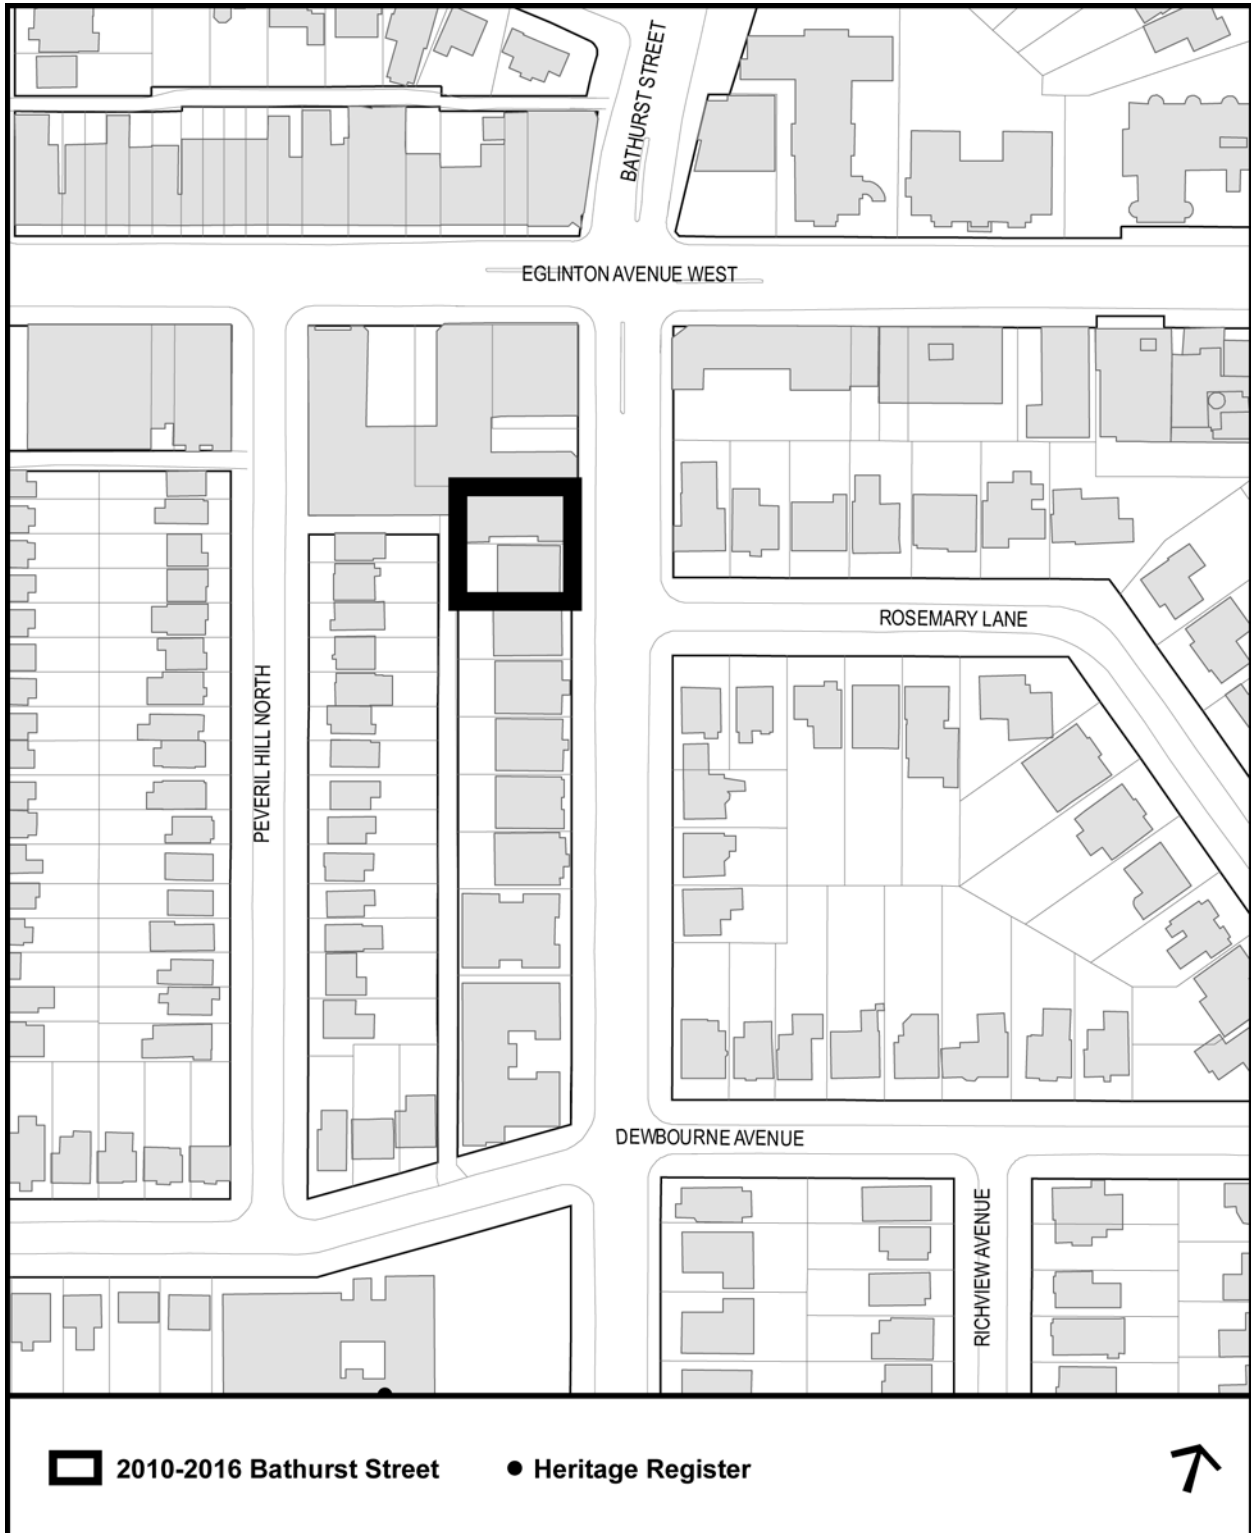 BATHURST STREET
EGLINTON AVENUE WEST
ROSEMARY LANE
PEVERIL HILL NORTH
DEWBOURNE AVENUE
RICHVIEW AVENUE
2010-2016 Bathurst Street
Heritage Register